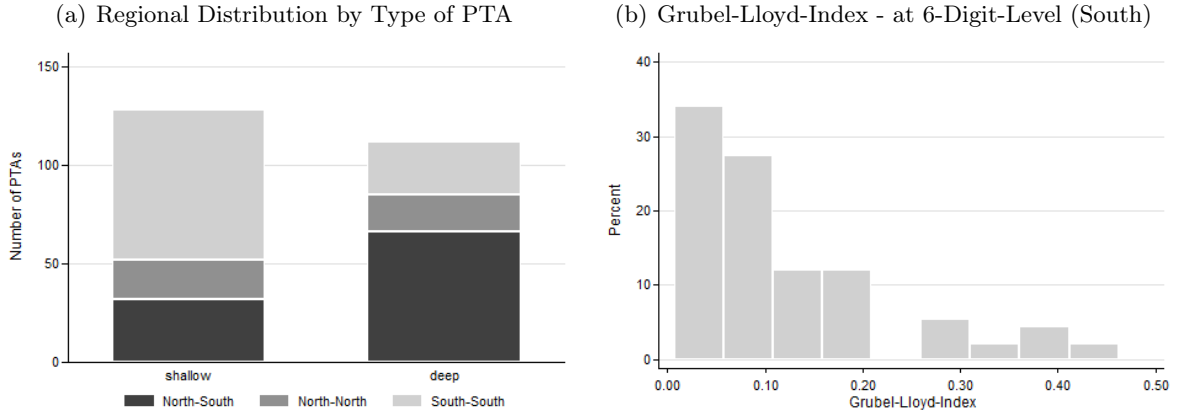 (a) Regional Distribution by Type of PTA
150
100
50
0
Number of PTAs
shallow
deep
North-South
North-North
South-South
(b) Grubel-Lloyd-Index - at 6-Digit-Level (South)
40
30
20
10
0
Percent
0.00 0.10 0.20 0.30 0.40 0.50
Grubel-Lloyd-Index